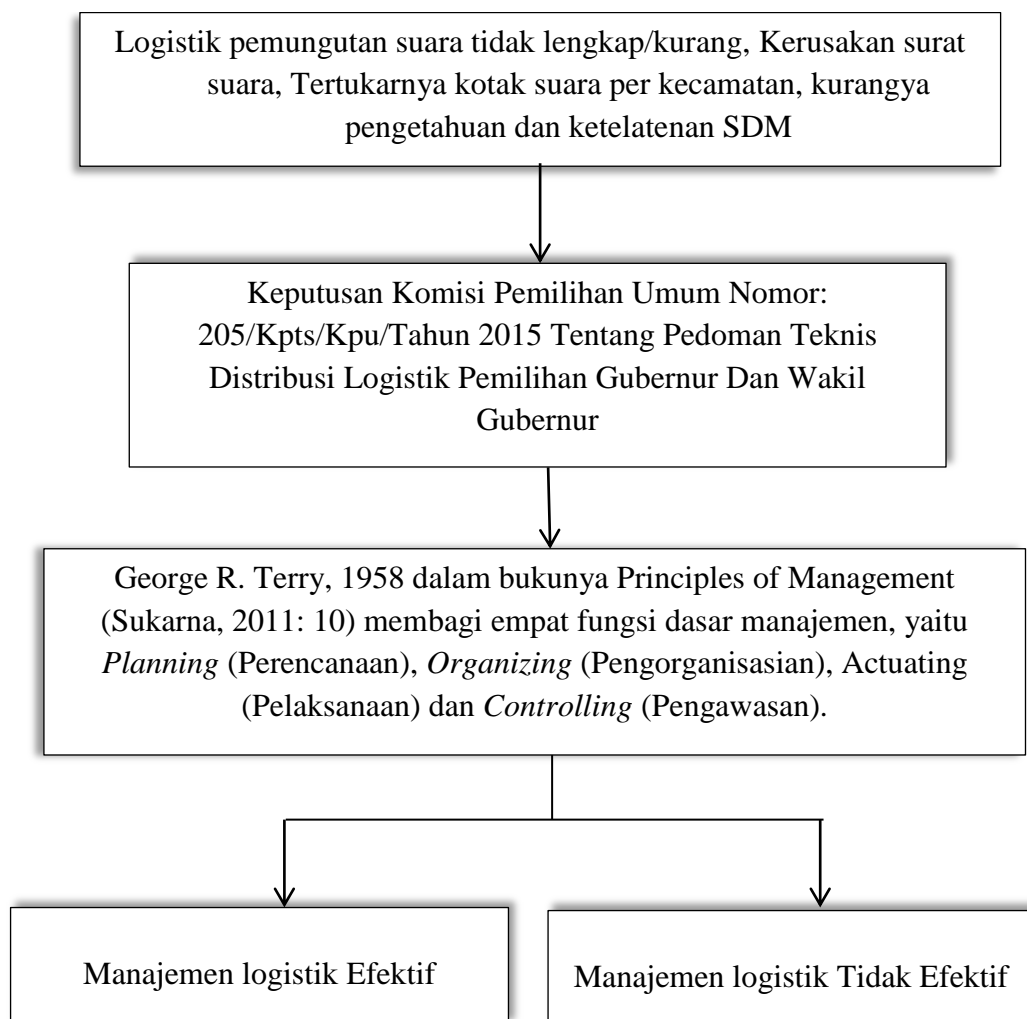 Logistik pemungutan suara tidak lengkap/kurang, Kerusakan surat
suara, Tertukarnya kotak suara per kecamatan, kurangya
pengetahuan dan ketelatenan SDM
Keputusan Komisi Pemilihan Umum Nomor:
205/Kpts/Kpu/Tahun 2015 Tentang Pedoman Teknis
Distribusi Logistik Pemilihan Gubernur Dan Wakil
Gubernur
George R. Terry, 1958 dalam bukunya Principles of Management
(Sukarna, 2011: 10) membagi empat fungsi dasar manajemen, yaitu
Planning (Perencanaan), Organizing (Pengorganisasian), Actuating
(Pelaksanaan) dan Controlling (Pengawasan).
Manajemen logistik Efektif
Manajemen logistik Tidak Efektif